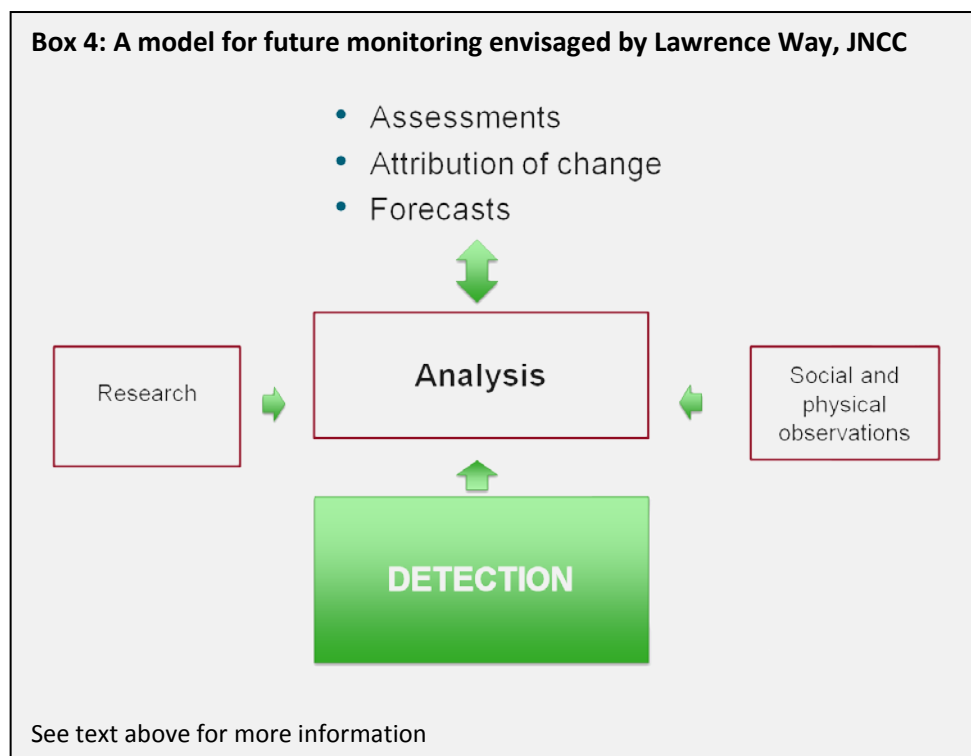 Box 4: A model for future monitoring envisaged by Lawrence Way, JNCC
• Assessments
• Attribution of change
• Forecasts
Research
Analysis
Social and
physical
observations
DETECTION
See text above for more information